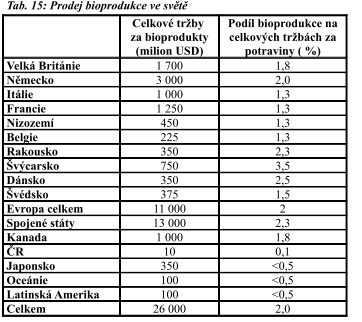 Tab. 15: Prodej bioprodukce ve světě
Celkové tržby za bioprodukty (milion USD) Podíl bioprodukce na celkových tržbách za potraviny ( %)
Velká Británie 1 700 1,8
Německo 3 000 2,0
Itálie 1 000 1,3
Francie 1 250 1,3
Nizozemí 450 1,3
Belgie 225 1,3
Rakousko 350 2,3
Švýcarsko 750 3,5
Dánsko 350 2,5
Švédsko 375 1,5
Evropa celkem 11 000 2
Spojené státy 13 000 2,3
Kanada 1 000 1,8
ČR 10 0,1
Japonsko 350 <0,5
Oceánie 100 <0,5
Latinská Amerika 100 <0,5
Celkem 26 000 2,0